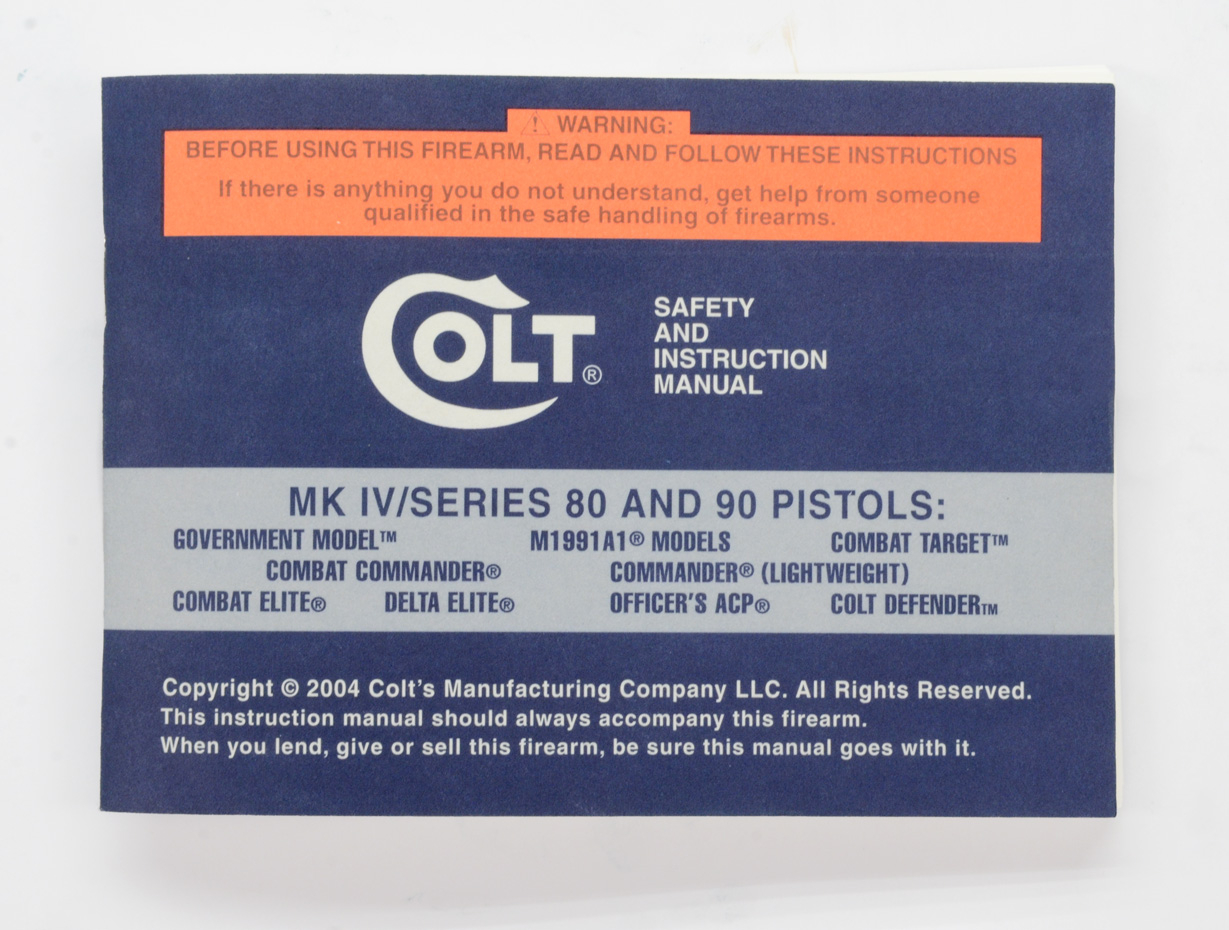 ⚠ WARNING:
BEFORE USING THIS FIREARM, READ AND FOLLOW THESE INSTRUCTIONS
If there is anything you do not understand, get help from someone
qualified in the safe handling of firearms.
COLT®
SAFETY
AND
INSTRUCTION
MANUAL
MK IV/SERIES 80 AND 90 PISTOLS:
GOVERNMENT MODEL™ M1991A1® MODELS COMBAT TARGET™
COMBAT COMMANDER® COMMANDER® (LIGHTWEIGHT)
COMBAT ELITE® DELTA ELITE® OFFICER'S ACP® COLT DEFENDER™
Copyright © 2004 Colt's Manufacturing Company LLC. All Rights Reserved.
This instruction manual should always accompany this firearm.
When you lend, give or sell this firearm, be sure this manual goes with it.